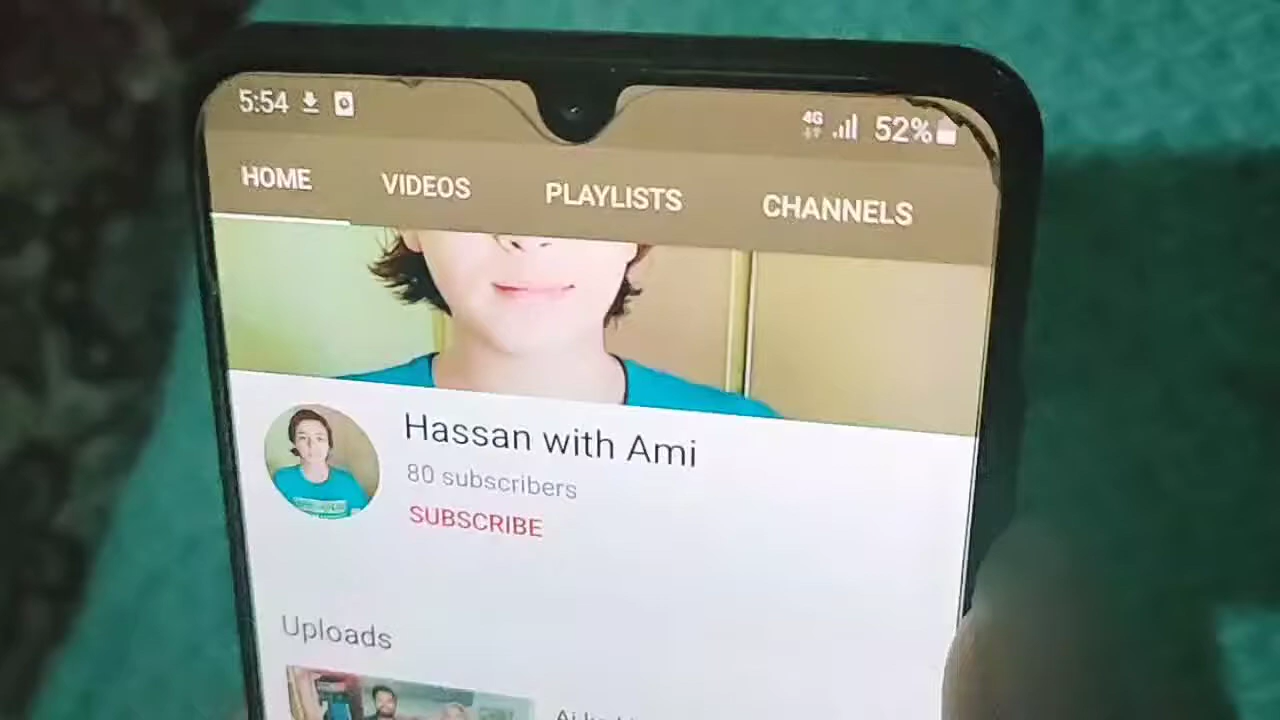 5:54 4G 52%
HOME VIDEOS PLAYLISTS CHANNELS
Hassan with Ami
80 subscribers
SUBSCRIBE
Uploads